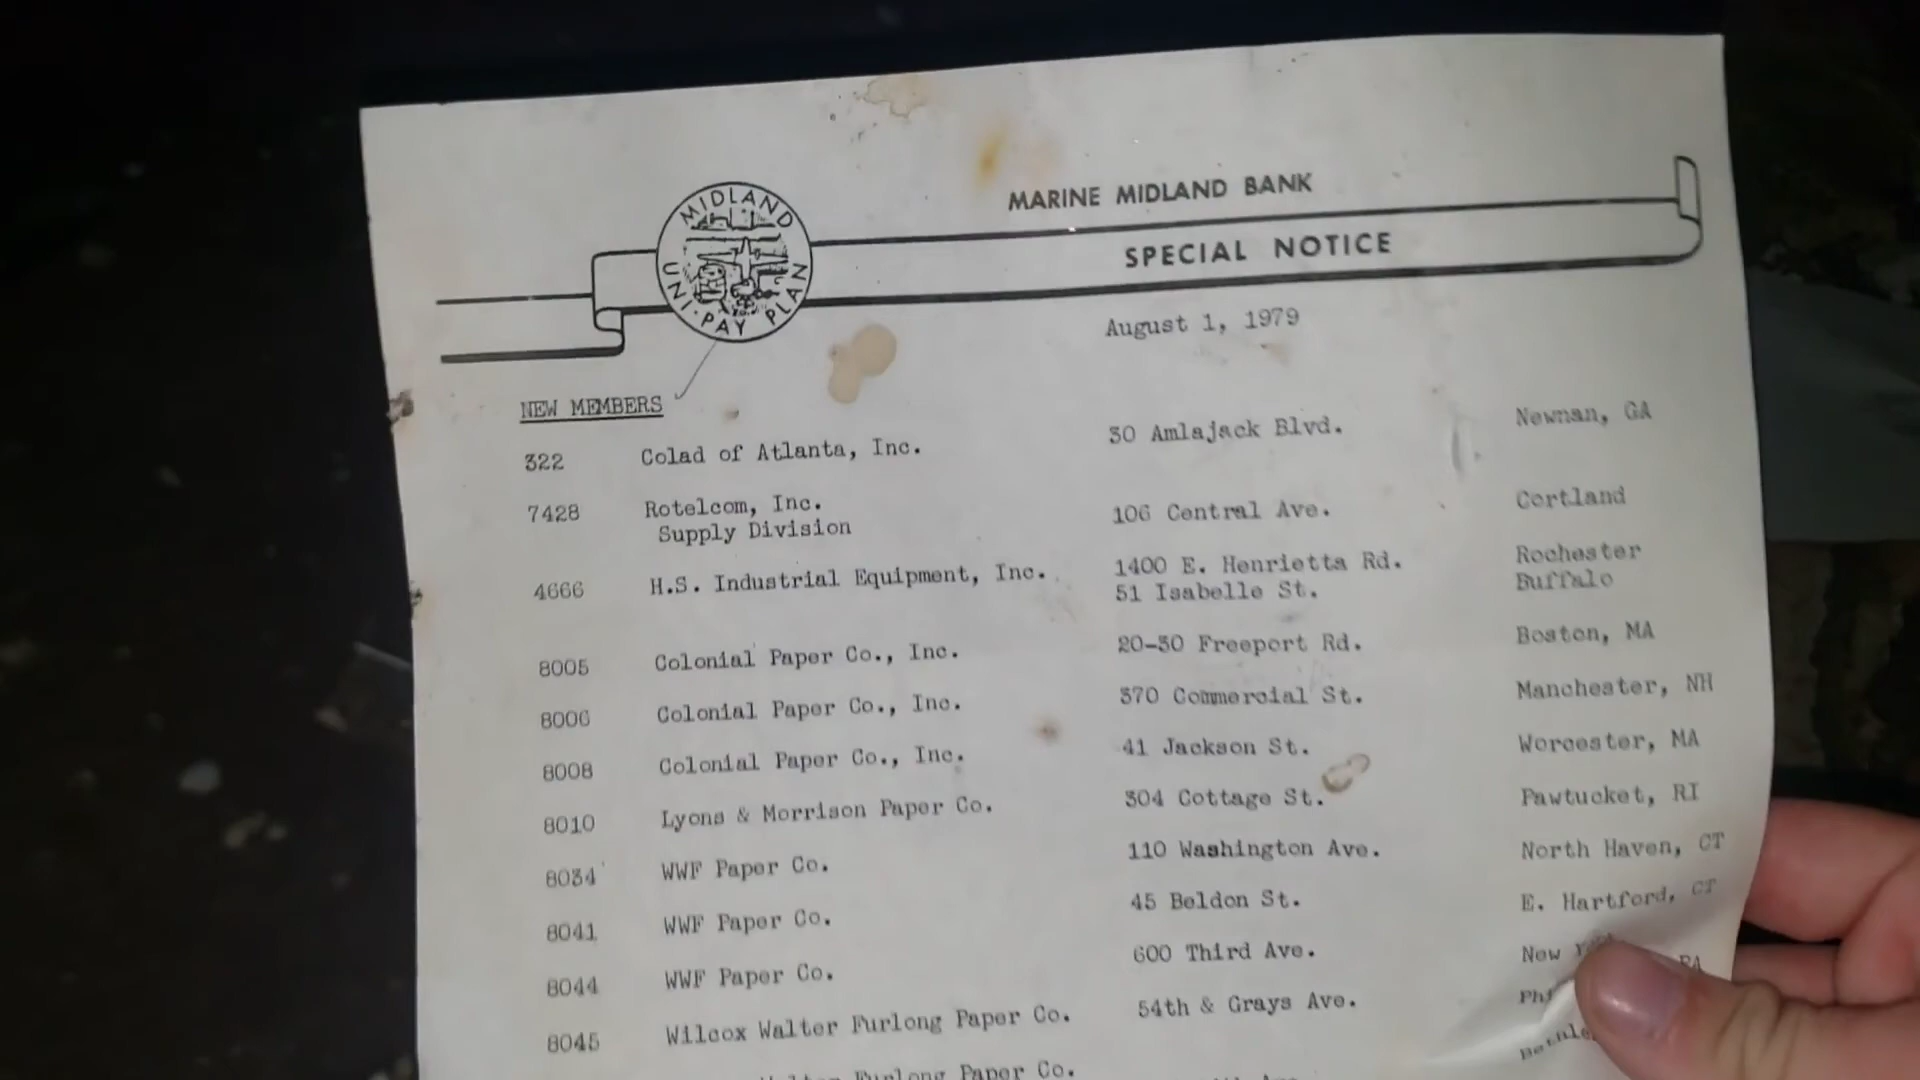 MARINE MIDLAND BANK
MIDLAND UNI-PAY PLAN
SPECIAL NOTICE
August 1, 1979
NEW MEMBERS
322 Colad of Atlanta, Inc. 30 Amlajack Blvd. Newnan, GA
7428 Rotelcom, Inc. 106 Central Ave. Cortland
Supply Division
4666 H.S. Industrial Equipment, Inc. 1400 E. Henrietta Rd. Rochester
51 Isabelle St. Buffalo
8005 Colonial Paper Co., Inc. 20-30 Freeport Rd. Boston, MA
8006 Colonial Paper Co., Inc. 370 Commercial St. Manchester, NH
8008 Colonial Paper Co., Inc. 41 Jackson St. Worcester, MA
8010 Lyons & Morrison Paper Co. 304 Cottage St. Pawtucket, RI
8034 WWF Paper Co. 110 Washington Ave. North Haven, CT
8041 WWF Paper Co. 45 Beldon St. E. Hartford, CT
8044 WWF Paper Co. 600 Third Ave. New
8045 Wilcox Walter Furlong Paper Co. 54th & Grays Ave. PA
Furlong Paper Co.